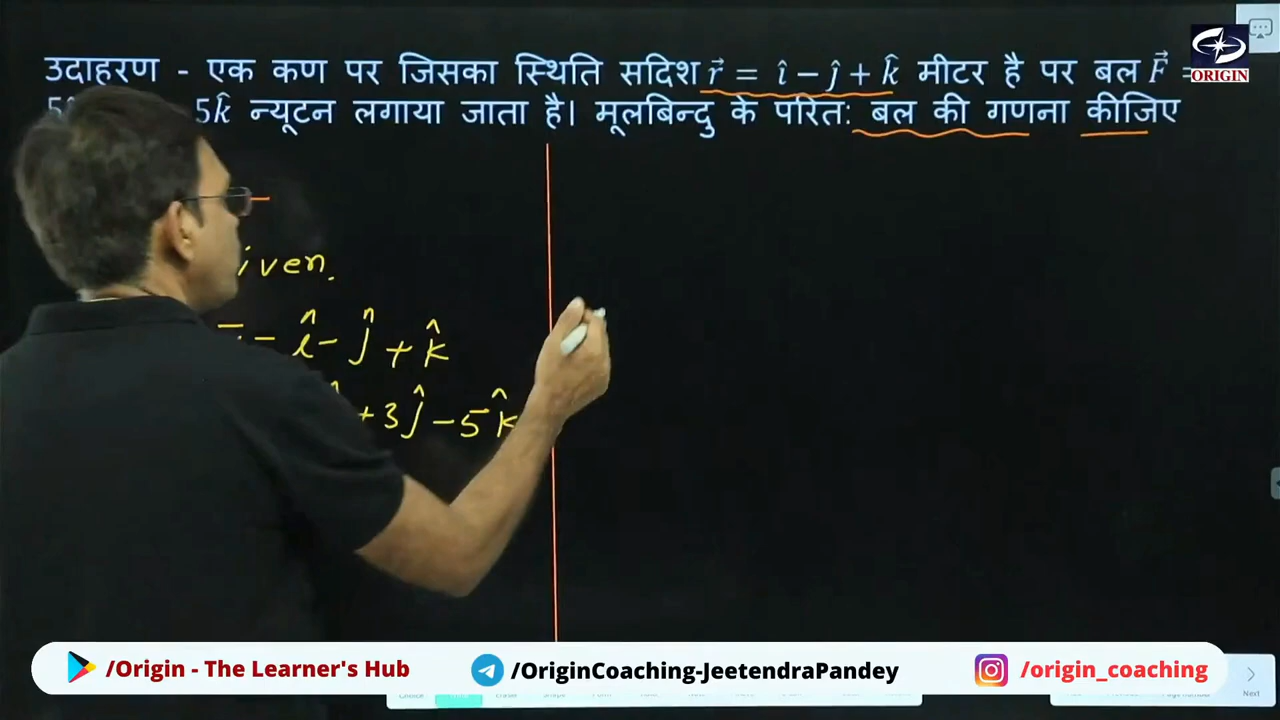 उदाहरण - एक कण पर जिसका स्थिति सदिश r⃗ = î − ĵ + k̂ मीटर है पर बल F⃗ =
5k̂ न्यूटन लगाया जाता है। मूलबिन्दु के परित: बल की गणना कीजिए
ORIGIN
iven.
= î - ĵ + k̂
+3ĵ - 5k̂
/Origin - The Learner's Hub
/OriginCoaching-JeetendraPandey
/origin_coaching
Next